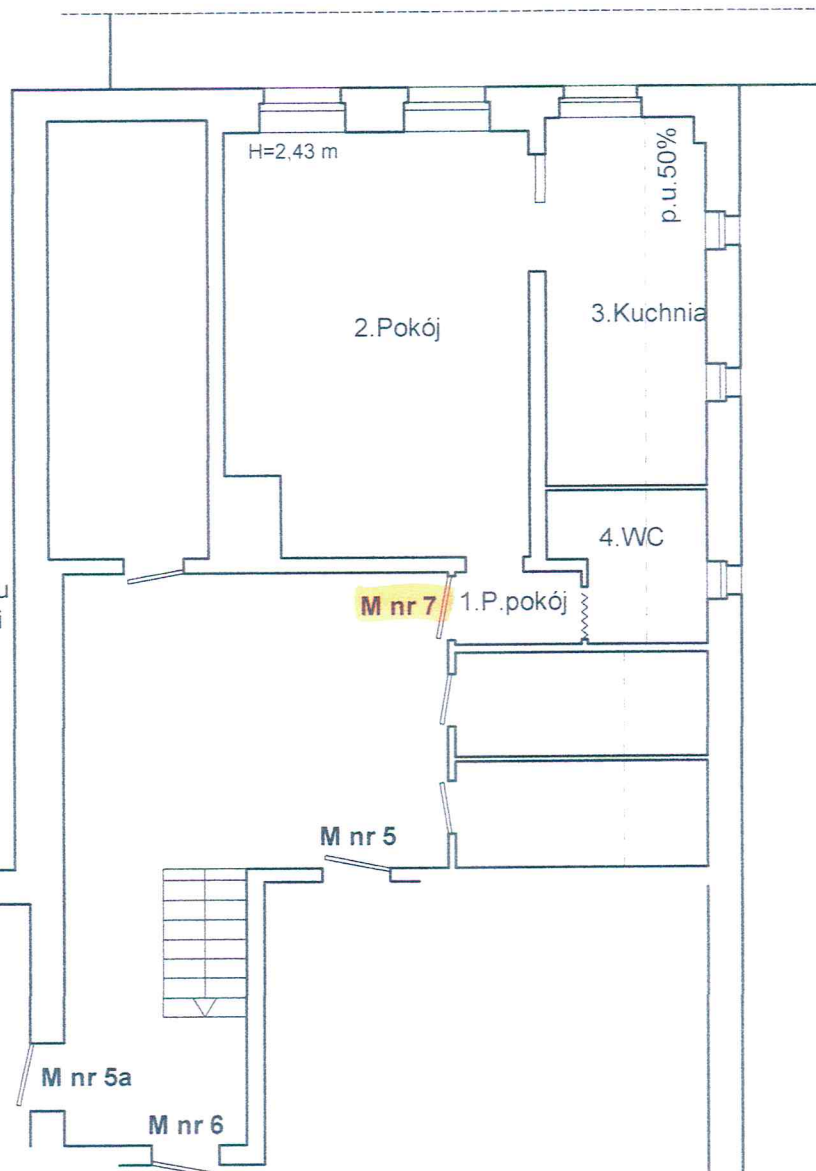 H=2,43 m
p.u.50%
2.Pokój
3.Kuchnia
4.WC
M nr 7
1.P.pokój
M nr 5
M nr 5a
M nr 6